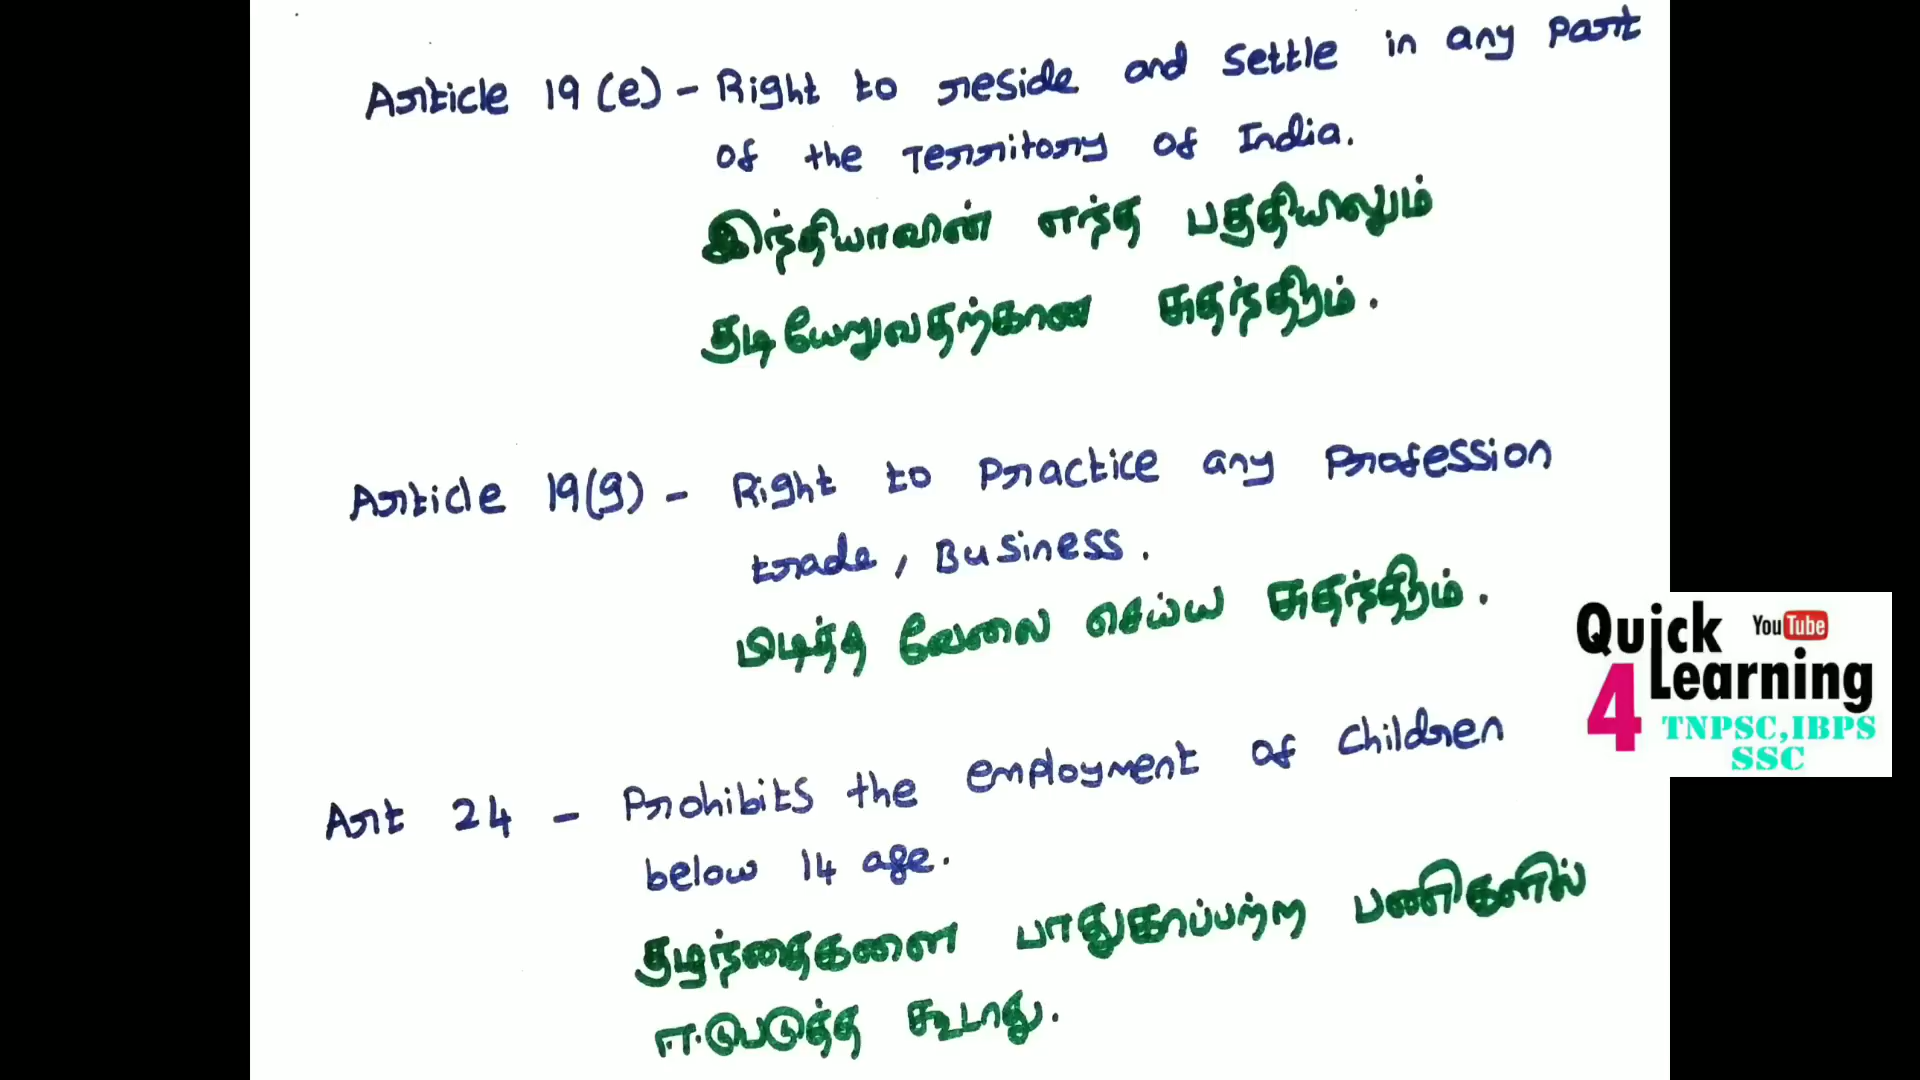 Article 19(e) - Right to reside and settle in any part
of the Territory of India.
இந்தியாவின் எந்த பகுதியிலும்
குடியேறுவதற்கான சுதந்திரம்.
Article 19(g) - Right to Practice any Profession
trade, Business.
பிடித்த வேலை செய்ய சுதந்திரம்.
Art 24 - Prohibits the employment of children
below 14 age.
குழந்தைகளை பாதுகாப்பற்ற பணிகளில்
ஈடுபடுத்த கூடாது.
Quick YouTube
4 Learning
TNPSC,IBPS
SSC